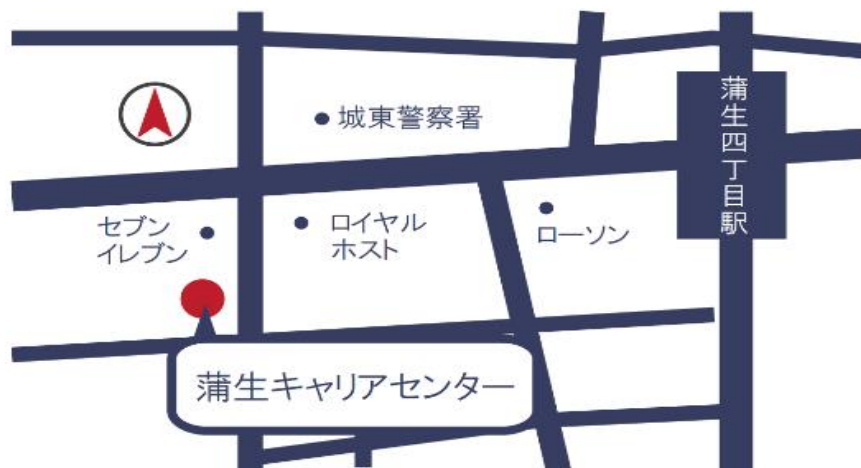 城東警察署
蒲生四丁目駅
セブン
イレブン
ロイヤル
ホスト
ローソン
蒲生キャリアセンター